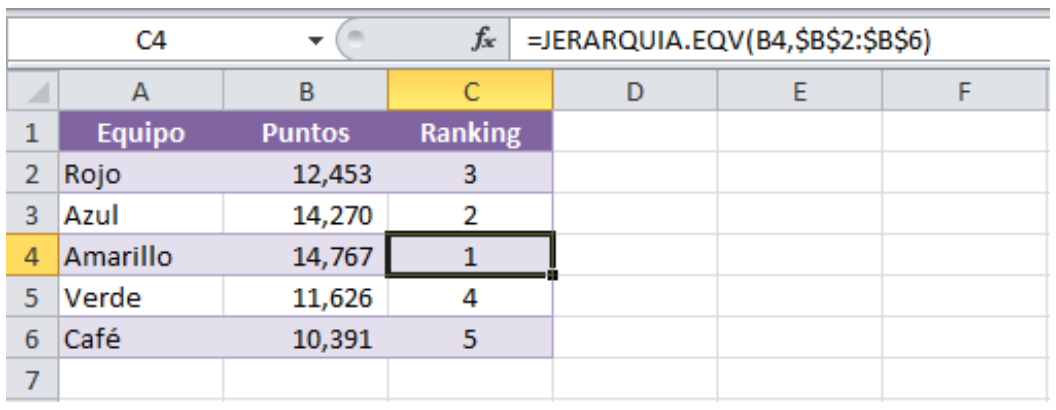 C4 fx =JERARQUIA.EQV(B4,$B$2:$B$6)
A B C D E F
1 Equipo Puntos Ranking
2 Rojo 12,453 3
3 Azul 14,270 2
4 Amarillo 14,767 1
5 Verde 11,626 4
6 Café 10,391 5
7